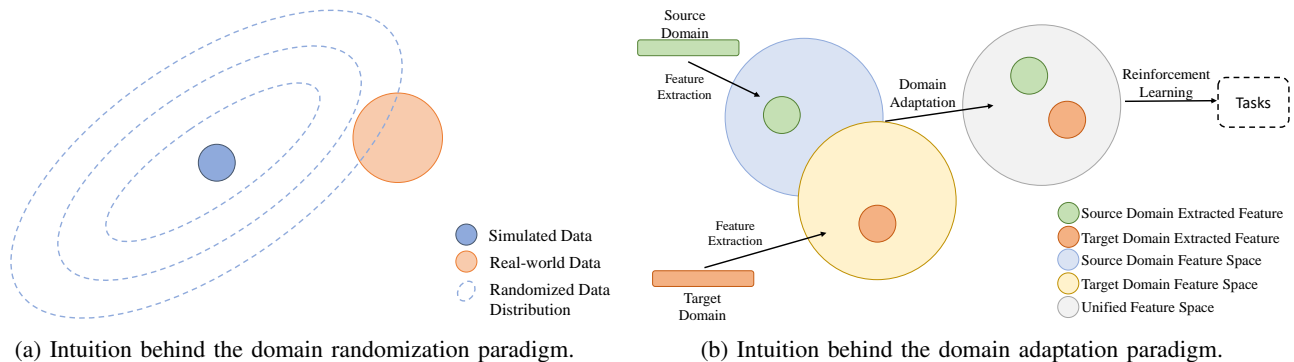 Simulated Data
Real-world Data
Randomized Data
Distribution
(a) Intuition behind the domain randomization paradigm.
Source
Domain
Feature
Extraction
Domain
Adaptation
Reinforcement
Learning
Tasks
Feature
Extraction
Target
Domain
Source Domain Extracted Feature
Target Domain Extracted Feature
Source Domain Feature Space
Target Domain Feature Space
Unified Feature Space
(b) Intuition behind the domain adaptation paradigm.